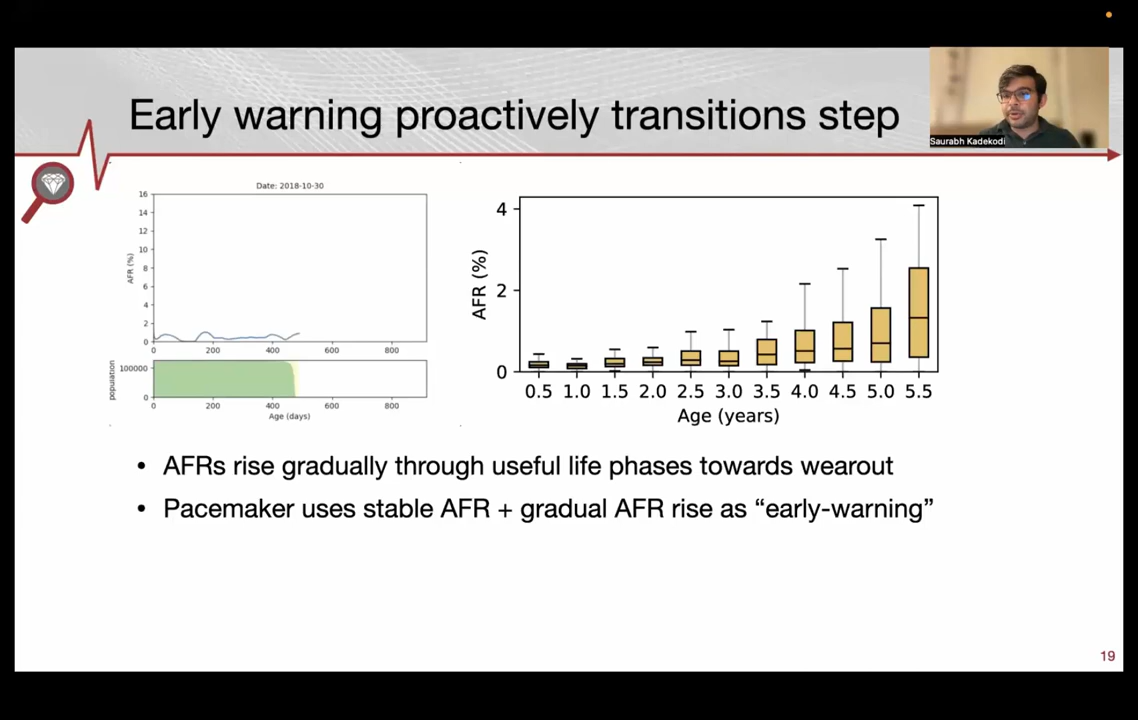 Early warning proactively transitions step
Saurabh Kadekodi
Date: 2018-10-30
16
14
12
10
8
6
4
2
0
AFR (%)
0 200 400 600 800
100000
0
population
0 200 400 600 800
Age (days)
4
2
0
AFR (%)
0.5 1.0 1.5 2.0 2.5 3.0 3.5 4.0 4.5 5.0 5.5
Age (years)
• AFRs rise gradually through useful life phases towards wearout
• Pacemaker uses stable AFR + gradual AFR rise as “early-warning”
19